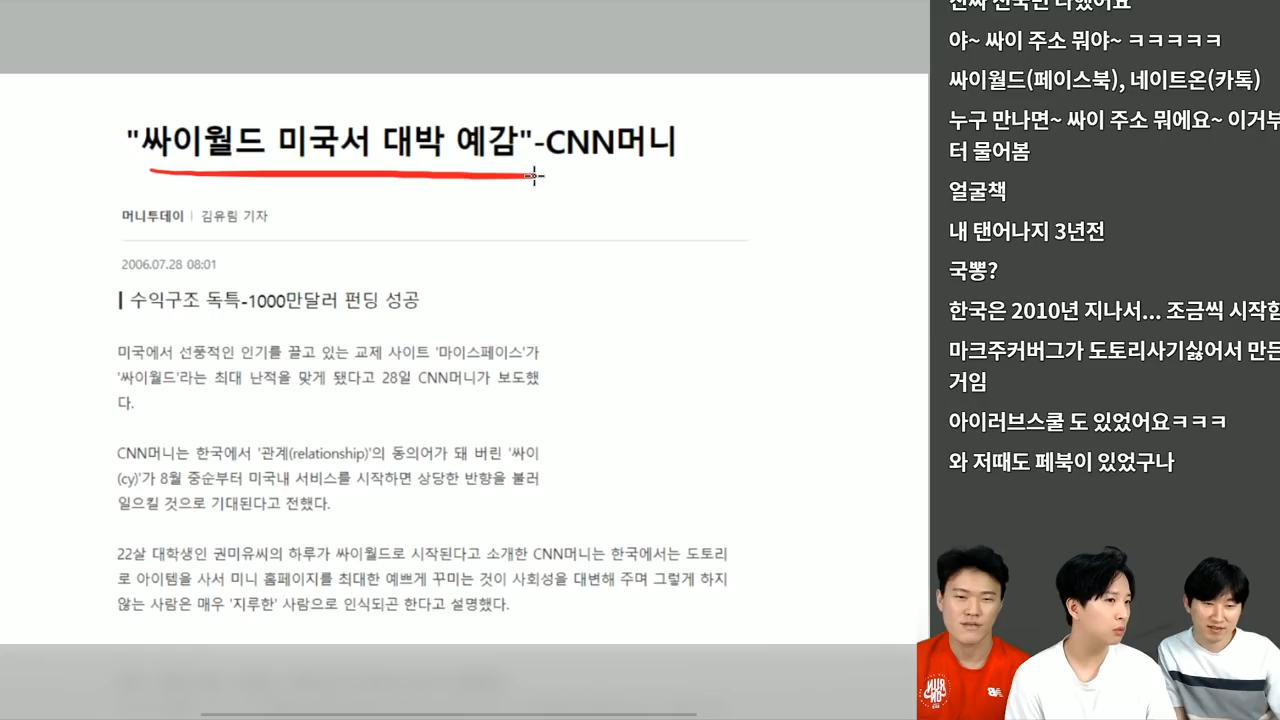 "싸이월드 미국서 대박 예감"-CNN머니
머니투데이 | 김유림 기자
2006.07.28 08:01
수익구조 독특-1000만달러 펀딩 성공
미국에서 선풍적인 인기를 끌고 있는 교제 사이트 '마이스페이스'가
'싸이월드'라는 최대 난적을 맞게 됐다고 28일 CNN머니가 보도했
다.
CNN머니는 한국에서 '관계(relationship)'의 동의어가 돼 버린 '싸이
(cy)'가 8월 중순부터 미국내 서비스를 시작하면 상당한 반향을 불러
일으킬 것으로 기대된다고 전했다.
22살 대학생인 권미유씨의 하루가 싸이월드로 시작된다고 소개한 CNN머니는 한국에서는 도토리
로 아이템을 사서 미니 홈페이지를 최대한 예쁘게 꾸미는 것이 사회성을 대변해 주며 그렇게 하지
않는 사람은 매우 '지루한' 사람으로 인식되곤 한다고 설명했다.
야~ 싸이 주소 뭐야~ ㅋㅋㅋㅋㅋ
싸이월드(페이스북), 네이트온(카톡)
누구 만나면~ 싸이 주소 뭐에요~ 이거부
터 물어봄
얼굴책
내 탠어나지 3년전
국뽕?
한국은 2010년 지나서... 조금씩 시작함
마크주커버그가 도토리사기싫어서 만든
거임
아이러브스쿨 도 있었어요ㅋㅋㅋ
와 저때도 페북이 있었구나